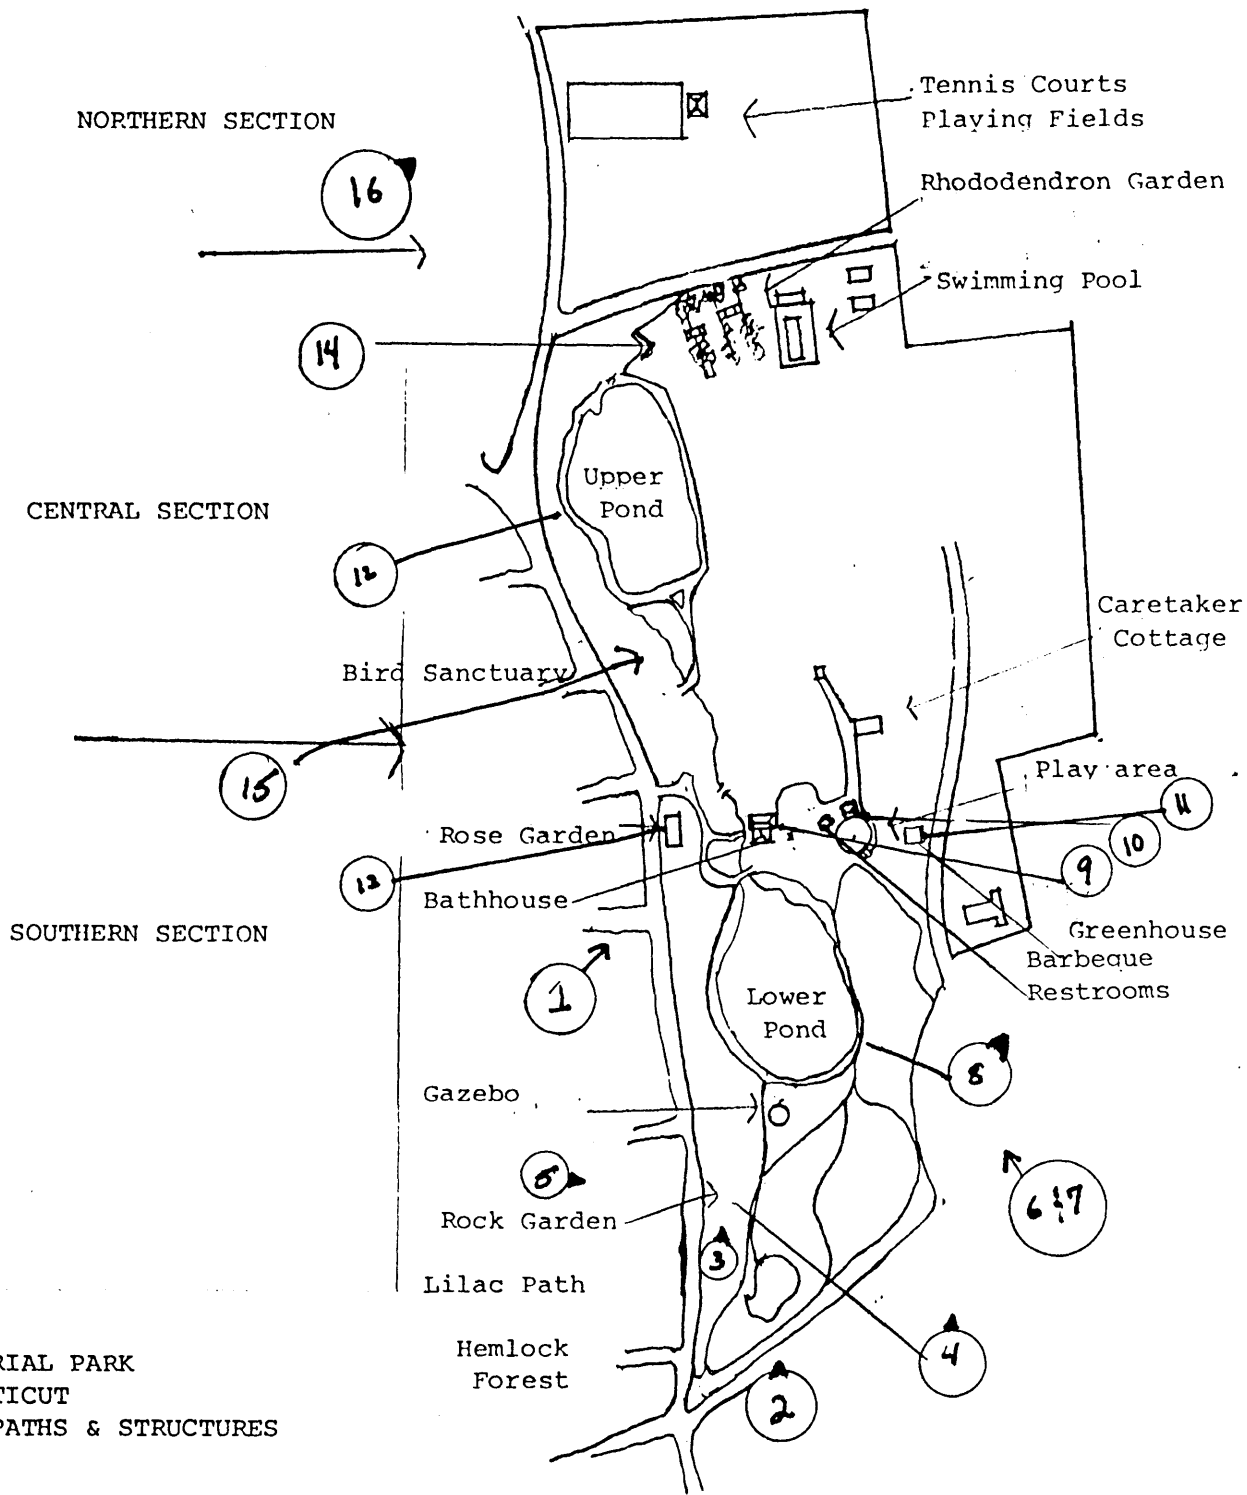 Tennis Courts
Playing Fields
NORTHERN SECTION
16
Rhododendron Garden
Swimming Pool
14
Upper
Pond
CENTRAL SECTION
12
Caretaker
Cottage
Bird Sanctuary
15
Play area
11
Rose Garden
10
9
13
Bathhouse
SOUTHERN SECTION
Greenhouse
Barbeque
Restrooms
1
Lower
Pond
8
Gazebo
5
6 & 7
Rock Garden
3
Lilac Path
Hemlock
Forest
4
RIAL PARK
TICUT
PATHS & STRUCTURES
2